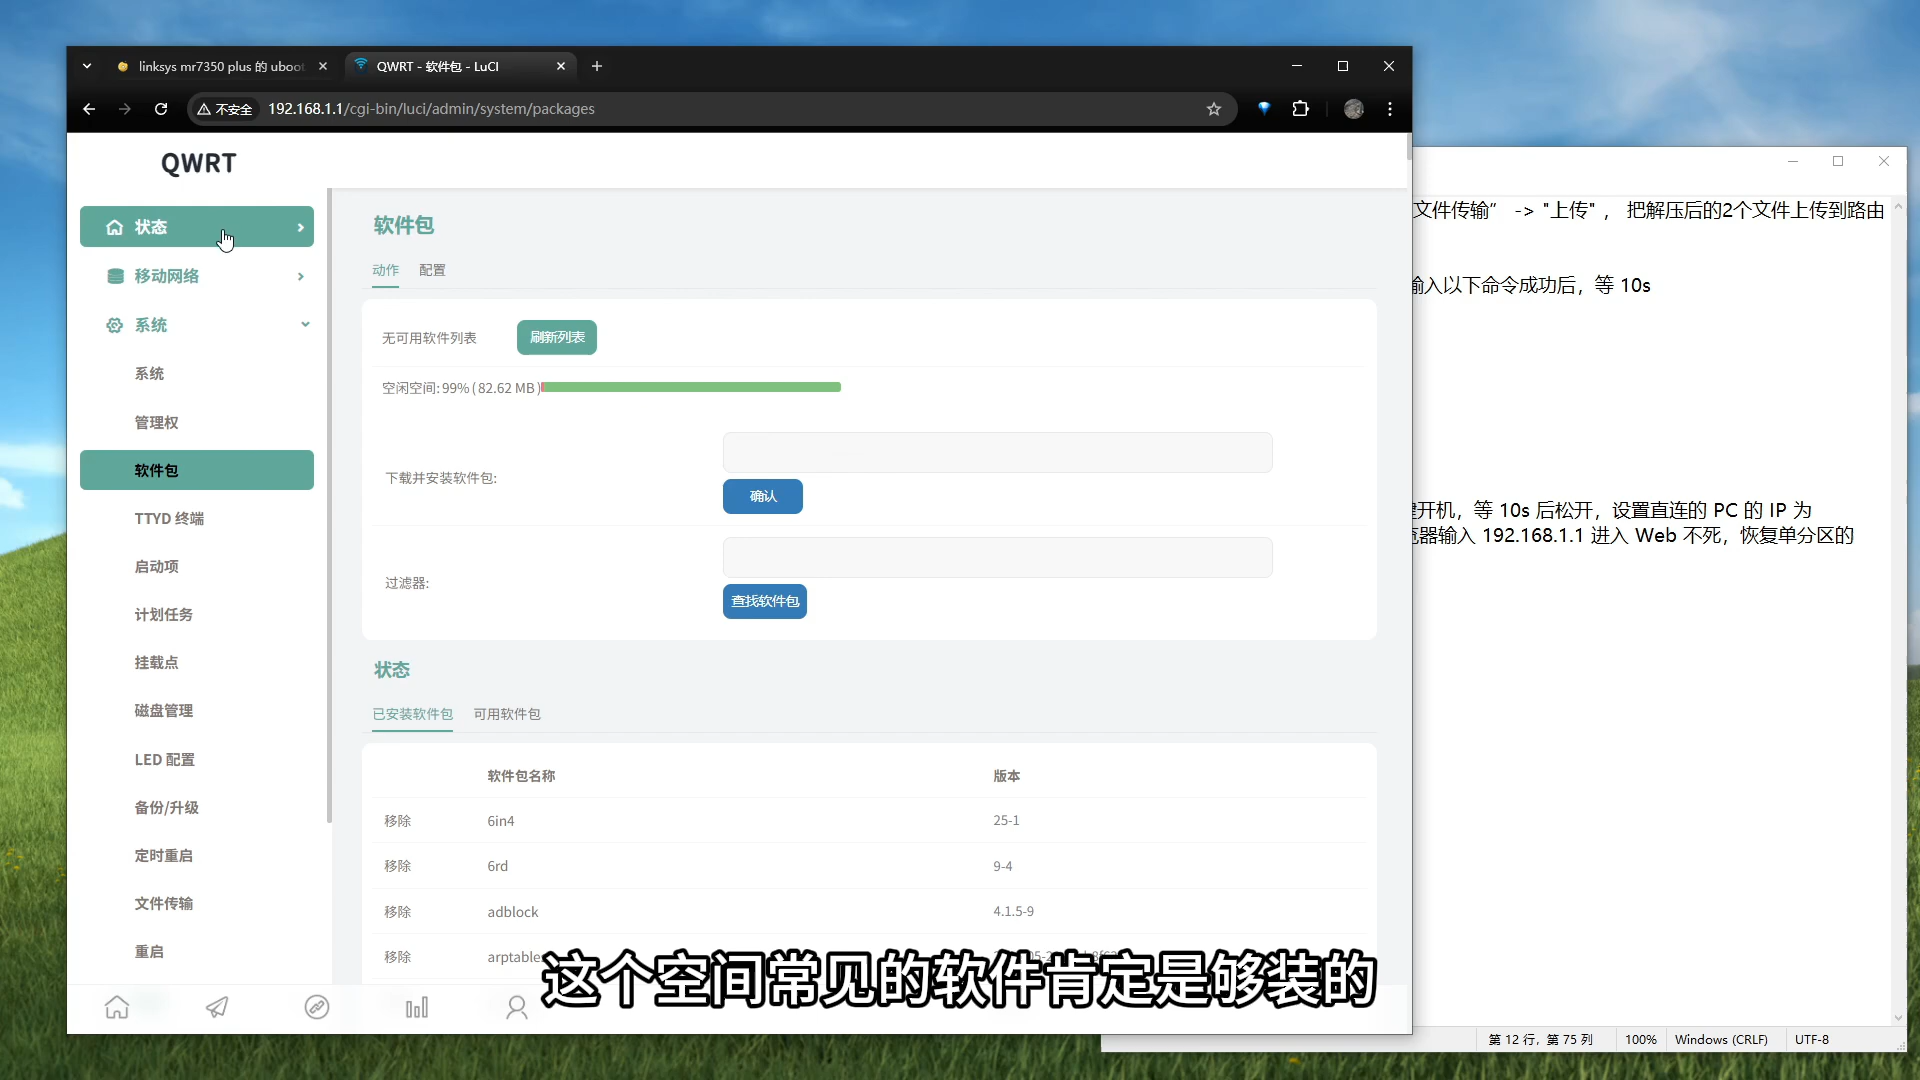 linksys mr7350 plus 的 uboot
QWRT - 软件包 - LuCI
不安全
192.168.1.1/cgi-bin/luci/admin/system/packages
QWRT
状态
移动网络
系统
系统
管理权
软件包
TTYD 终端
启动项
计划任务
挂载点
磁盘管理
LED 配置
备份/升级
定时重启
文件传输
重启
软件包
动作 配置
无可用软件列表 刷新列表
空闲空间: 99% ( 82.62 MB )
下载并安装软件包:
确认
过滤器:
查找软件包
状态
已安装软件包 可用软件包
软件包名称 版本
移除 6in4 25-1
移除 6rd 9-4
移除 adblock 4.1.5-9
移除 arptables
这个空间常见的软件肯定是够装的
文件传输” -> "上传" ， 把解压后的2个文件上传到路由
输入以下命令成功后，等 10s
开机，等 10s 后松开，设置直连的 PC 的 IP 为
览器输入 192.168.1.1 进入 Web 不死，恢复单分区的
第 12 行，第 75 列 100% Windows (CRLF) UTF-8